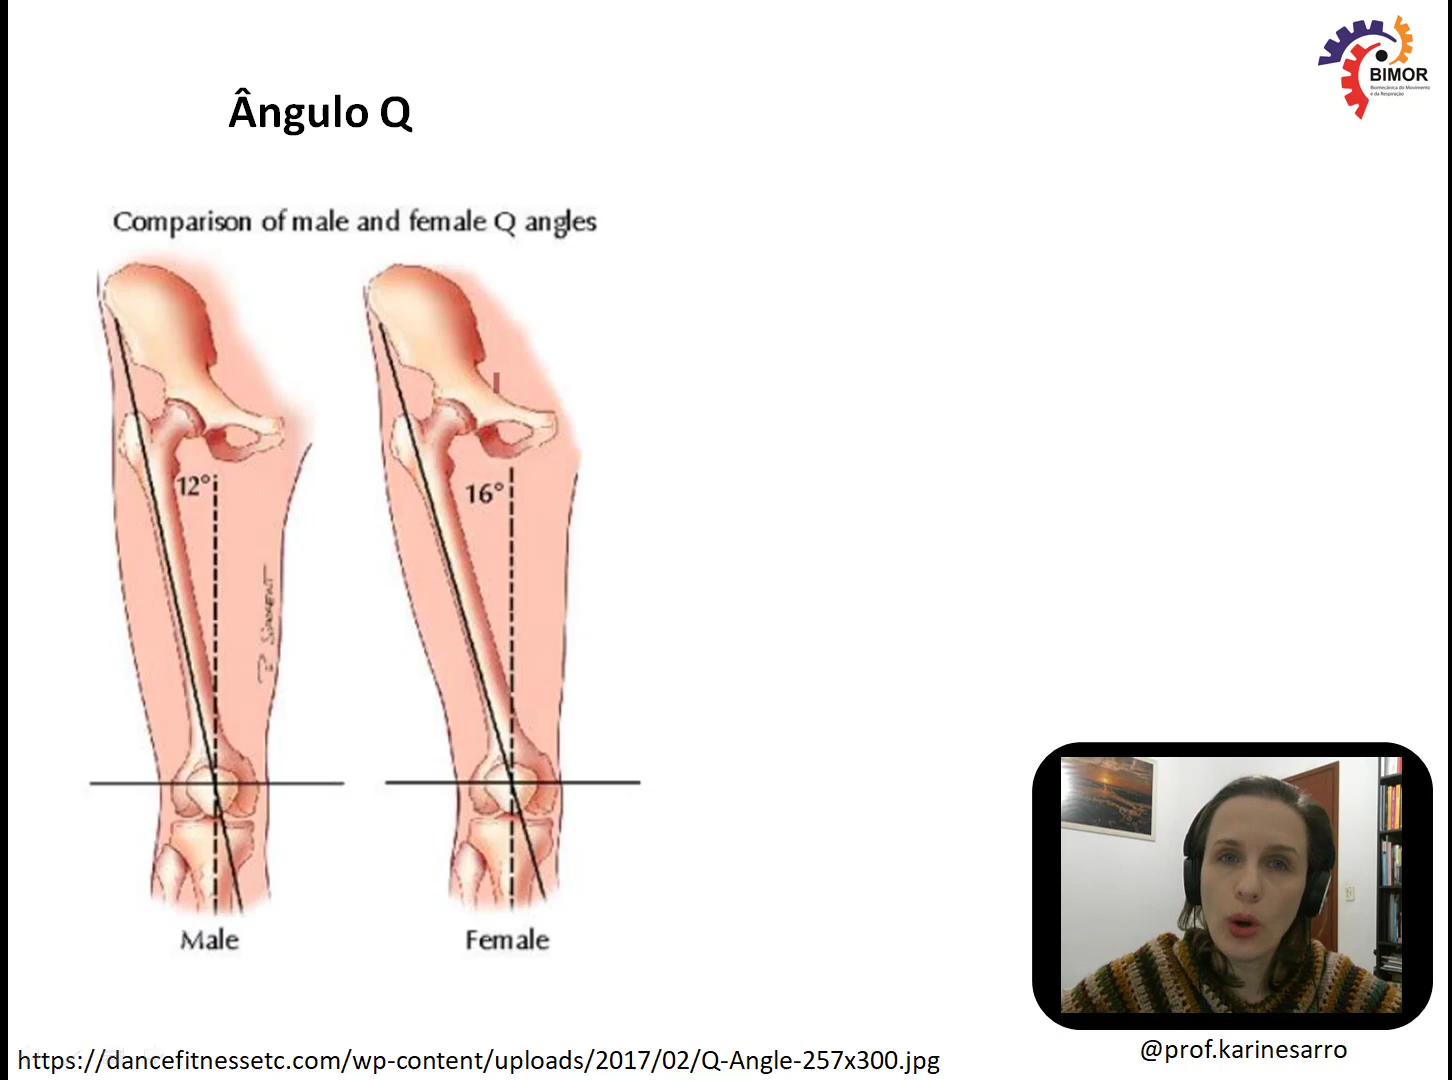 BIMOR
Biomecânica do Movimento
e da Respiração
Ângulo Q
Comparison of male and female Q angles
12°
16°
Male
Female
https://dancefitnessetc.com/wp-content/uploads/2017/02/Q-Angle-257x300.jpg
@prof.karinesarro